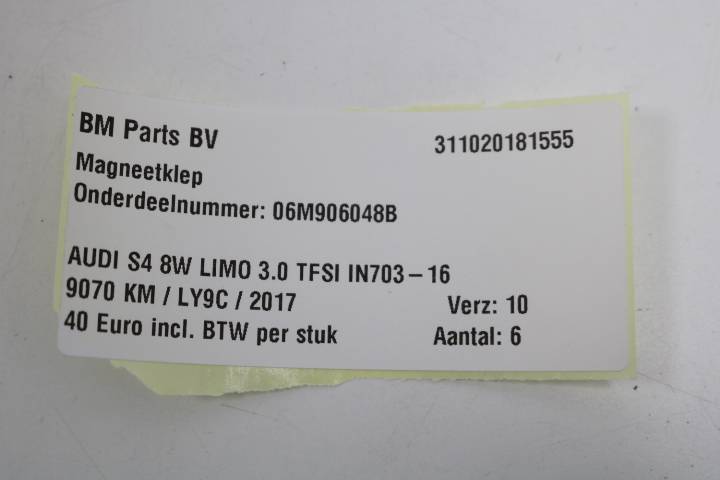 BM Parts BV 311020181555
Magneetklep
Onderdeelnummer: 06M906048B
AUDI S4 8W LIMO 3.0 TFSI IN703-16
9070 KM / LY9C / 2017 Verz: 10
40 Euro incl. BTW per stuk Aantal: 6